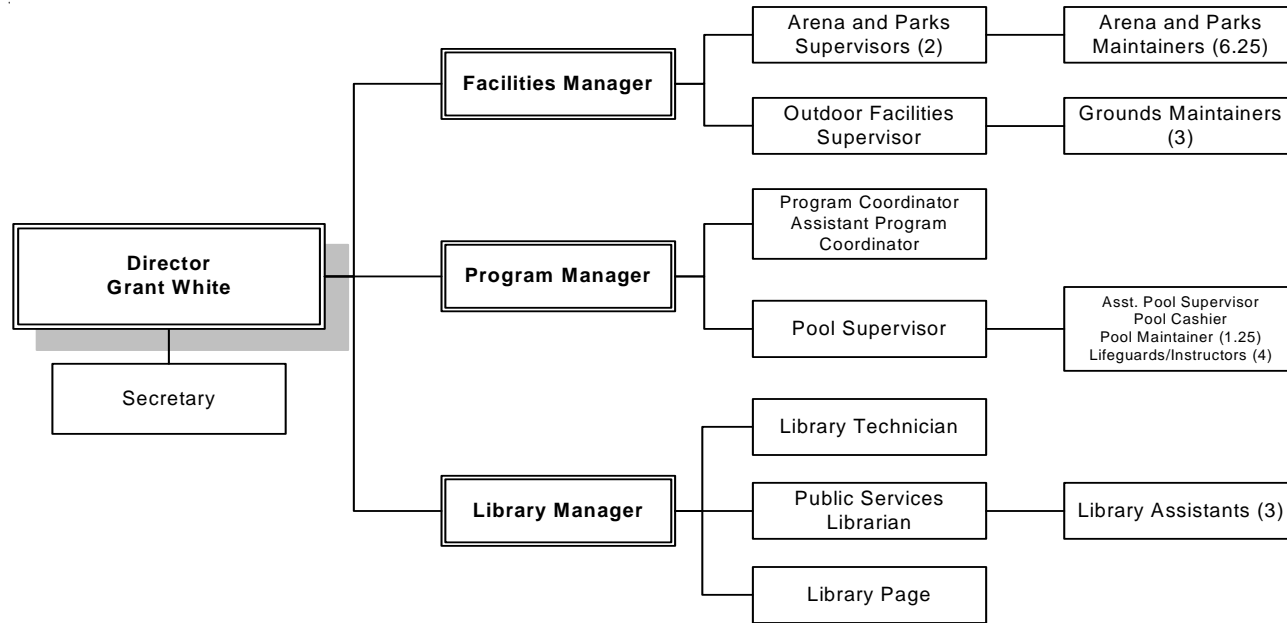 Arena and Parks
Supervisors (2)
Arena and Parks
Maintainers (6.25)
Facilities Manager
Outdoor Facilities
Supervisor
Grounds Maintainers
(3)
Program Coordinator
Assistant Program
Coordinator
Director
Grant White
Program Manager
Pool Supervisor
Asst. Pool Supervisor
Pool Cashier
Pool Maintainer (1.25)
Lifeguards/Instructors (4)
Secretary
Library Technician
Library Manager
Public Services
Librarian
Library Assistants (3)
Library Page